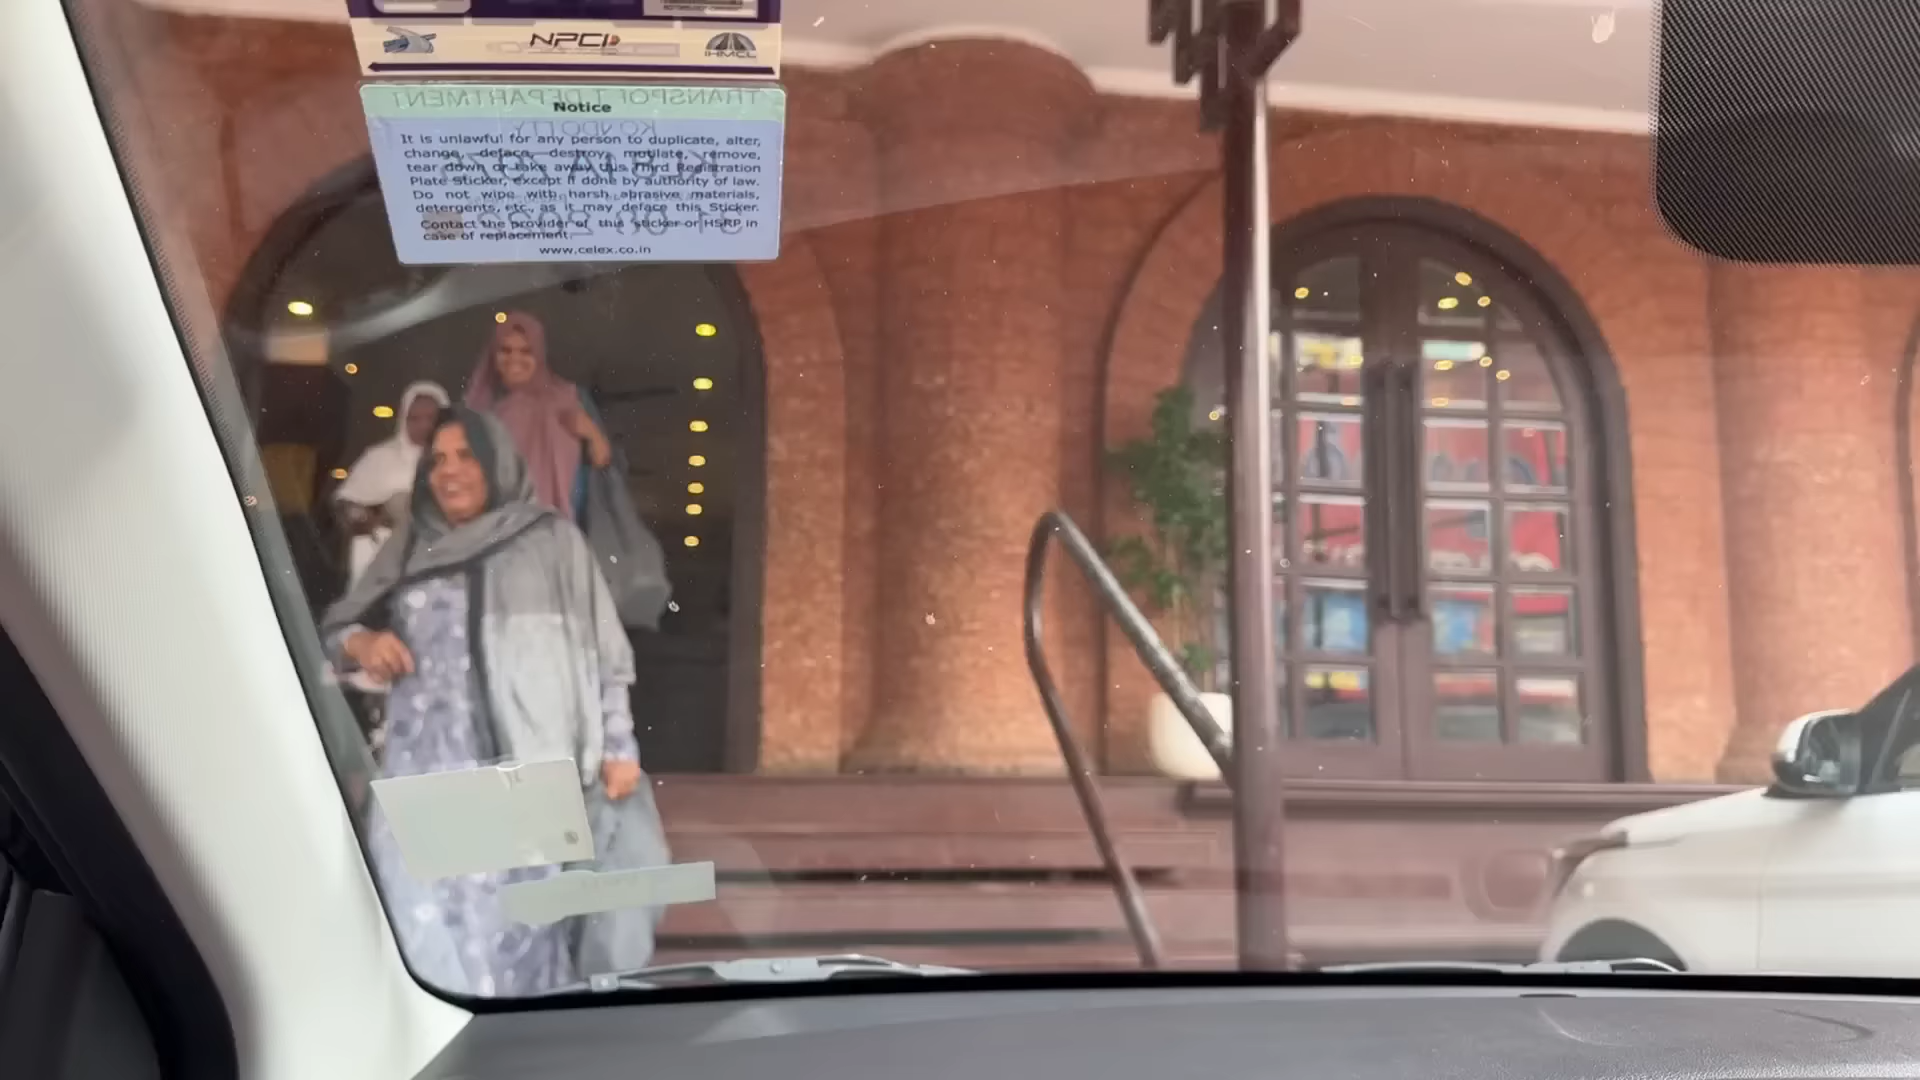 NPCI
IHMCL
TRANSPORT DEPARTMENT
Notice
KONDOTTY
It is unlawful for any person to duplicate, alter,
change, deface, destroy, mutilate, remove,
tear down or take away this Third Registration
Plate Sticker, except if done by authority of law.
Do not wipe with harsh abrasive materials,
detergents, etc., as it may deface this Sticker.
Contact the provider of this sticker or HSRP in
case of replacement.
www.celex.co.in